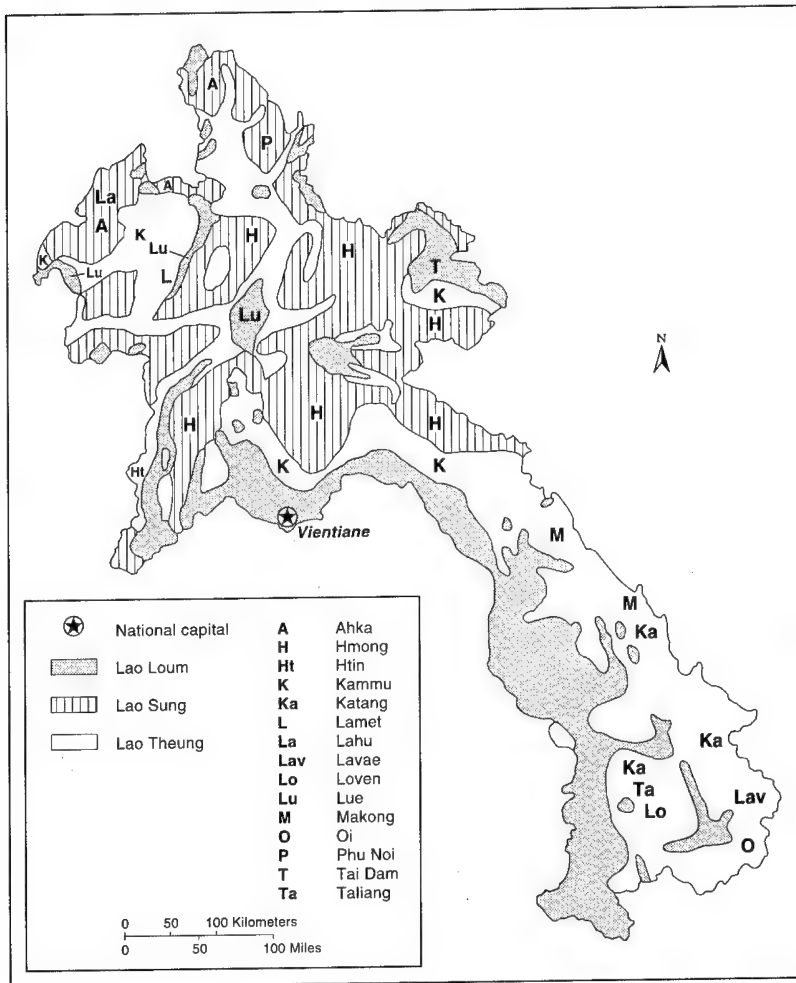 A
P
La
A
A
K
Lu
H
H
K
Lu
L
T
K
Lu
H
N
H
H
H
Ht
K
K
Vientiane
M
M
Ka
Ka
Ka
Ta
Lo
Lav
O
National capital
Lao Loum
Lao Sung
Lao Theung
A Ahka
H Hmong
Ht Htin
K Kammu
Ka Katang
L Lamet
La Lahu
Lav Lavae
Lo Loven
Lu Lue
M Makong
O Oi
P Phu Noi
T Tai Dam
Ta Taliang
0 50 100 Kilometers
0 50 100 Miles